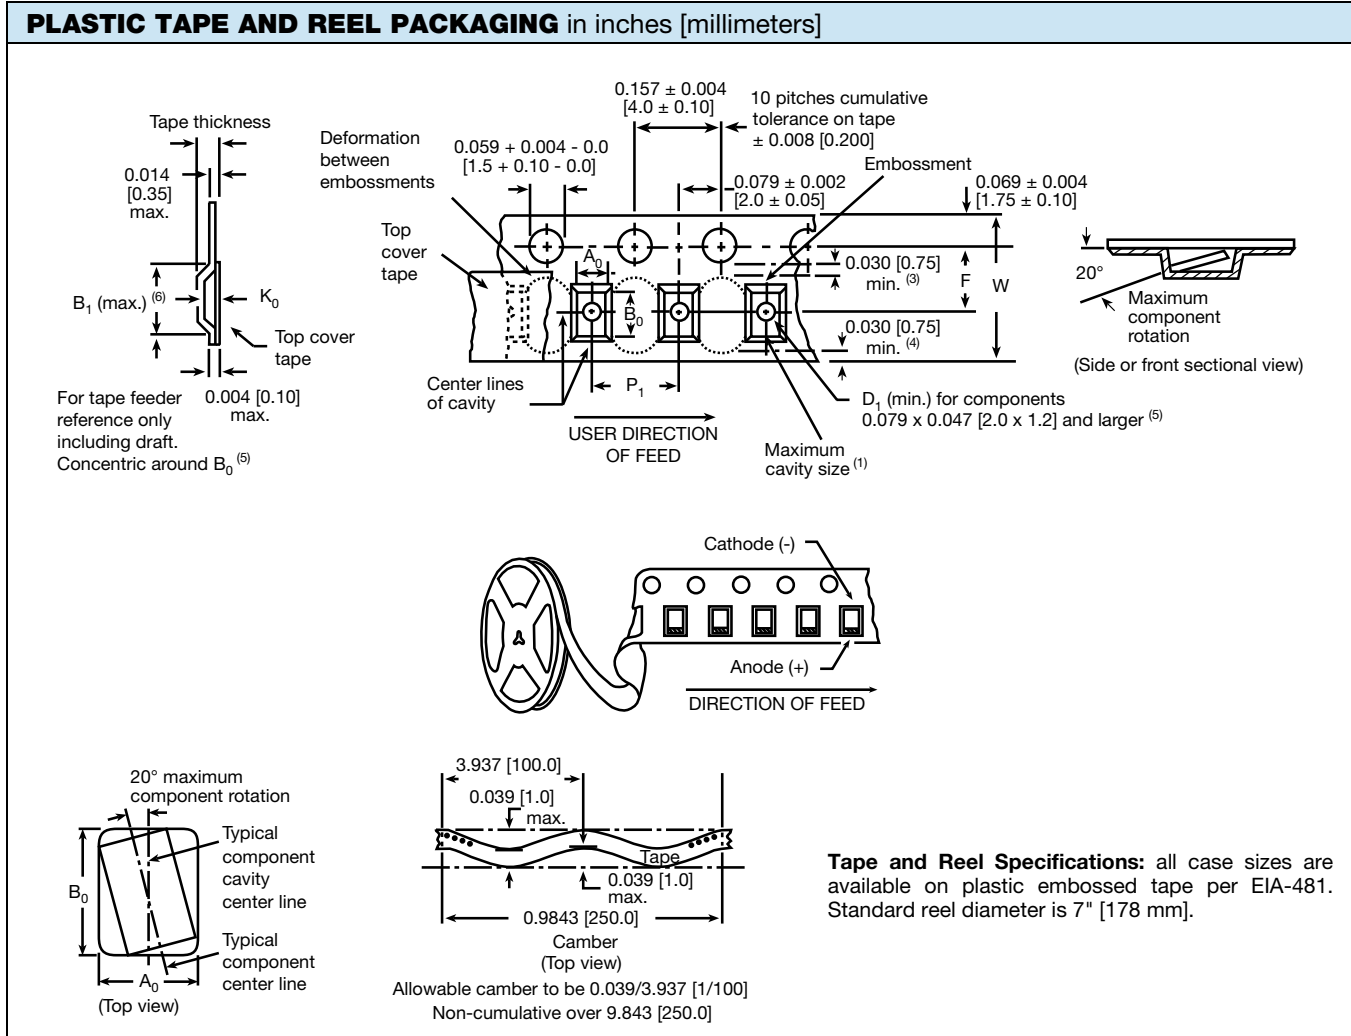 PLASTIC TAPE AND REEL PACKAGING in inches [millimeters]
Tape thickness
0.014
[0.35]
max.
B1 (max.) (6)
K0
Top cover
tape
0.004 [0.10]
max.
For tape feeder
reference only
including draft.
Concentric around B0 (5)
Deformation
between
embossments
Top
cover
tape
0.059 + 0.004 - 0.0
[1.5 + 0.10 - 0.0]
0.157 ± 0.004
[4.0 ± 0.10]
10 pitches cumulative
tolerance on tape
± 0.008 [0.200]
Embossment
0.079 ± 0.002
[2.0 ± 0.05]
0.069 ± 0.004
[1.75 ± 0.10]
A0
B0
0.030 [0.75]
min. (3)
F
W
0.030 [0.75]
min. (4)
Center lines
of cavity
P1
USER DIRECTION
OF FEED
D1 (min.) for components
0.079 x 0.047 [2.0 x 1.2] and larger (5)
Maximum
cavity size (1)
20°
Maximum
component
rotation
(Side or front sectional view)
Cathode (-)
Anode (+)
DIRECTION OF FEED
20° maximum
component rotation
Typical
component
cavity
center line
B0
Typical
component
center line
A0
(Top view)
3.937 [100.0]
0.039 [1.0]
max.
Tape
0.039 [1.0]
max.
0.9843 [250.0]
Camber
(Top view)
Allowable camber to be 0.039/3.937 [1/100]
Non-cumulative over 9.843 [250.0]
Tape and Reel Specifications: all case sizes are
available on plastic embossed tape per EIA-481.
Standard reel diameter is 7" [178 mm].